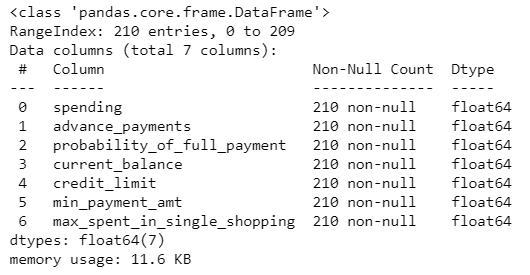 <class 'pandas.core.frame.DataFrame'>
RangeIndex: 210 entries, 0 to 209
Data columns (total 7 columns):
 #   Column                       Non-Null Count  Dtype
---  ------                       --------------  -----
 0   spending                     210 non-null    float64
 1   advance_payments             210 non-null    float64
 2   probability_of_full_payment  210 non-null    float64
 3   current_balance              210 non-null    float64
 4   credit_limit                 210 non-null    float64
 5   min_payment_amt              210 non-null    float64
 6   max_spent_in_single_shopping 210 non-null    float64
dtypes: float64(7)
memory usage: 11.6 KB